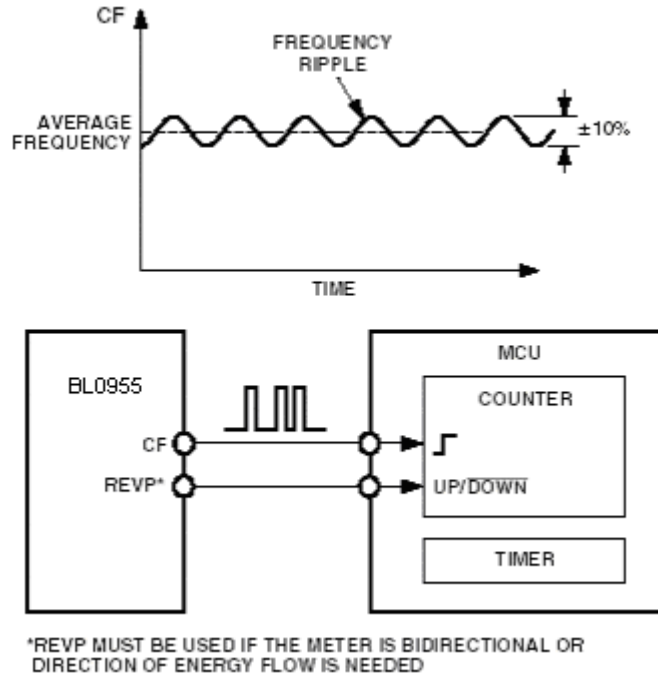 CF
FREQUENCY
RIPPLE
AVERAGE
FREQUENCY
±10%
TIME
BL0955
MCU
COUNTER
CF
REVP*
UP/DOWN
TIMER
*REVP MUST BE USED IF THE METER IS BIDIRECTIONAL OR
DIRECTION OF ENERGY FLOW IS NEEDED